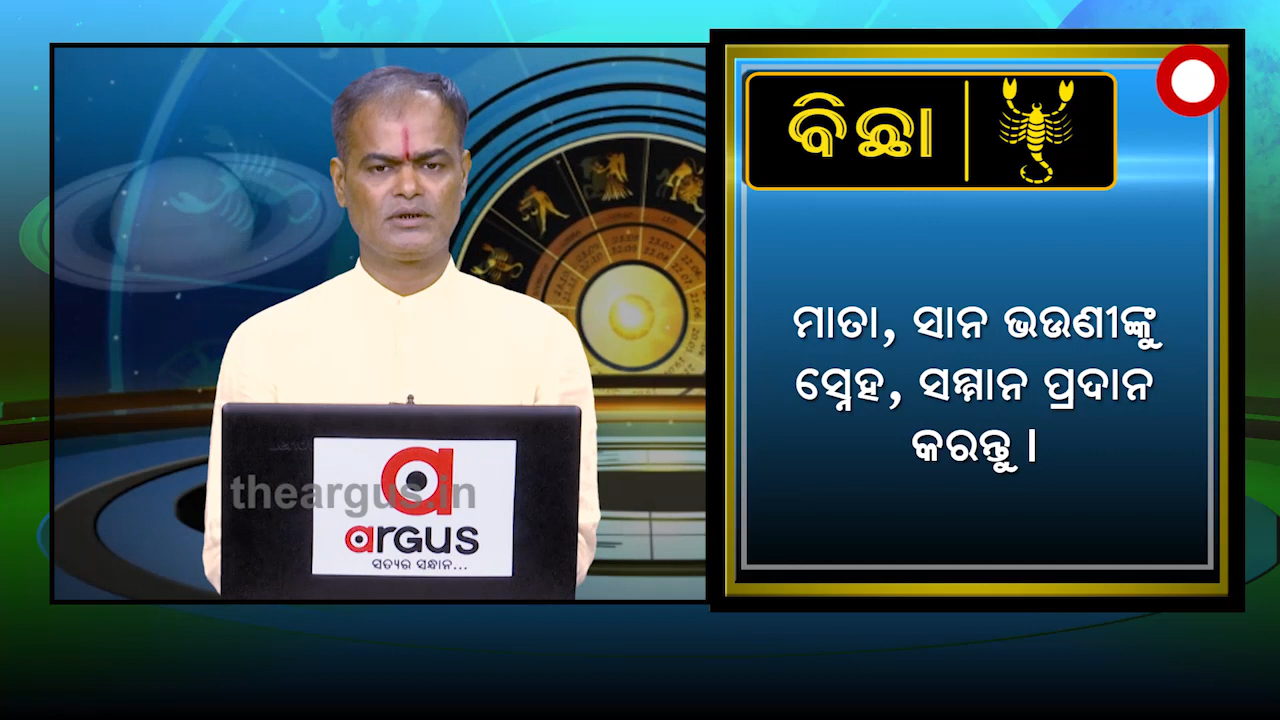 ବିଛା
ମାତା, ସାନ ଭଉଣୀଙ୍କୁ
ସ୍ନେହ, ସମ୍ମାନ ପ୍ରଦାନ
କରନ୍ତୁ ।
theargus.in
a
argus
ସତ୍ୟର ସନ୍ଧାନ...